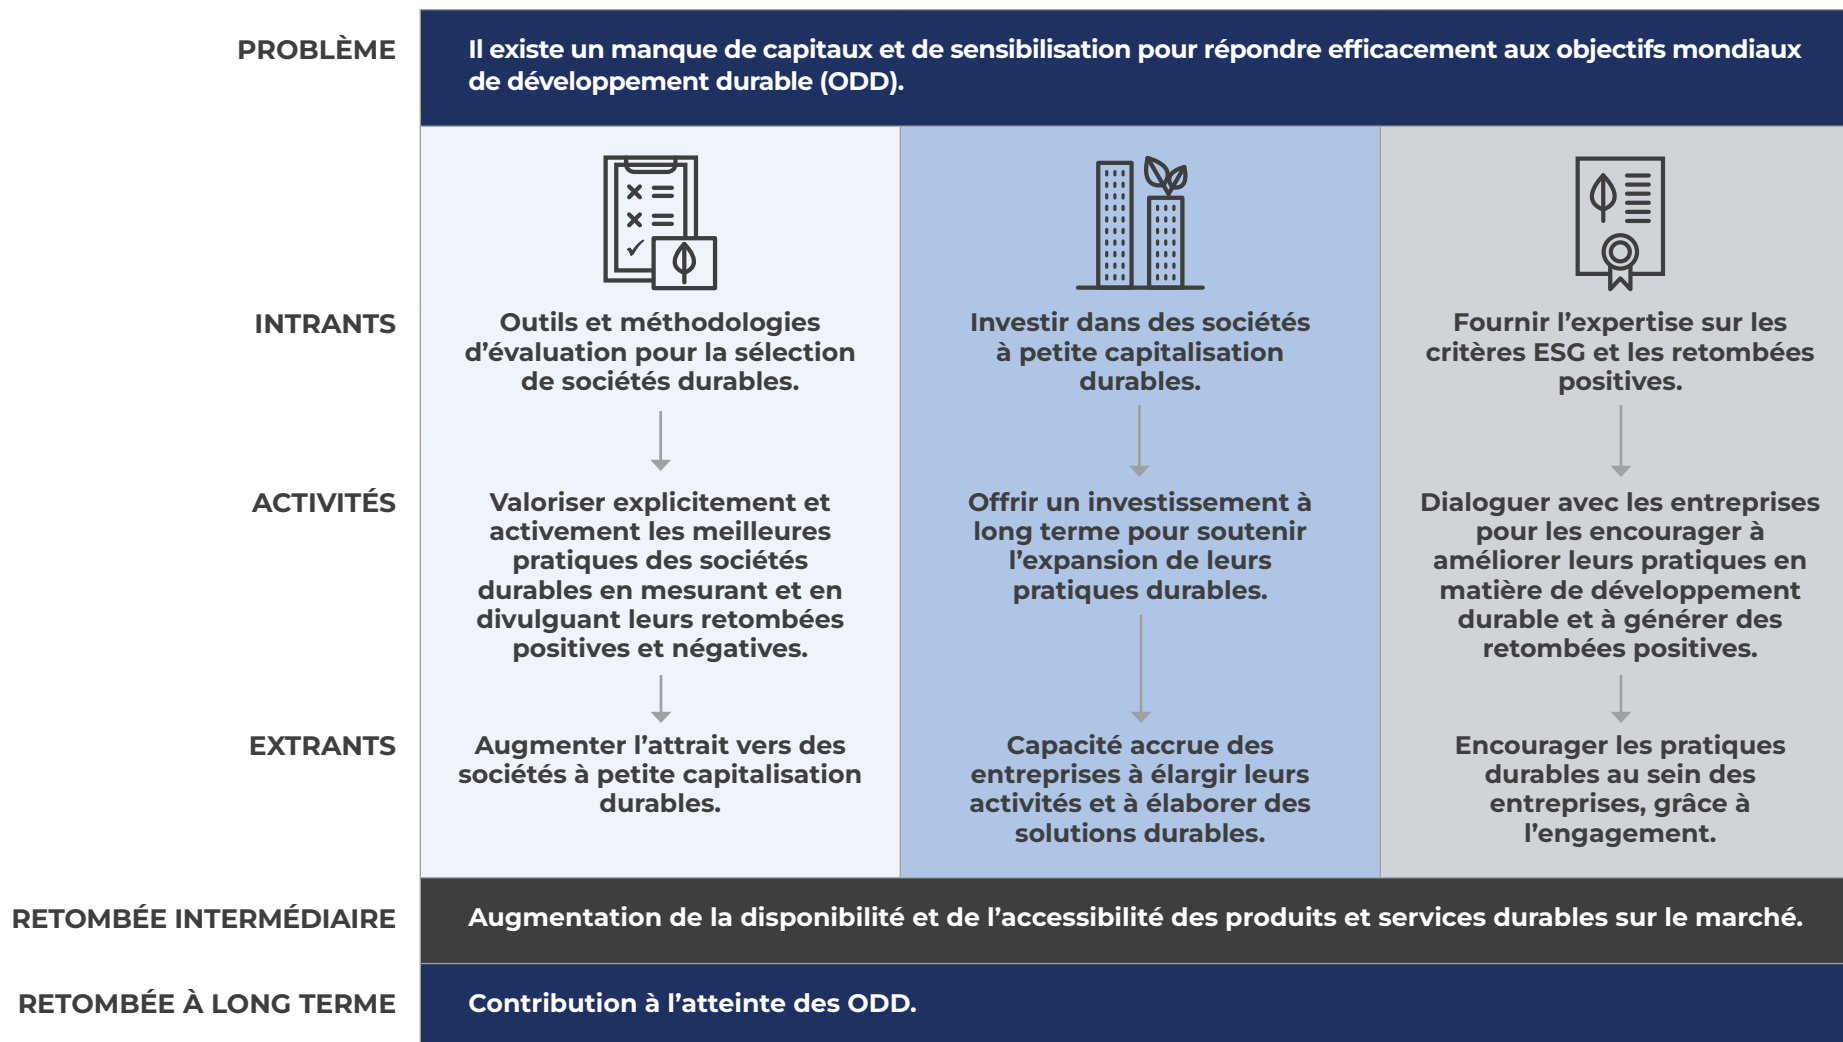 PROBLÈME
Il existe un manque de capitaux et de sensibilisation pour répondre efficacement aux objectifs mondiaux
de développement durable (ODD).
INTRANTS
Outils et méthodologies
d’évaluation pour la sélection
de sociétés durables.
Investir dans des sociétés
à petite capitalisation
durables.
Fournir l’expertise sur les
critères ESG et les retombées
positives.
ACTIVITÉS
Valoriser explicitement et
activement les meilleures
pratiques des sociétés
durables en mesurant et en
divulguant leurs retombées
positives et négatives.
Offrir un investissement à
long terme pour soutenir
l’expansion de leurs
pratiques durables.
Dialoguer avec les entreprises
pour les encourager à
améliorer leurs pratiques en
matière de développement
durable et à générer des
retombées positives.
EXTRANTS
Augmenter l’attrait vers des
sociétés à petite capitalisation
durables.
Capacité accrue des
entreprises à élargir leurs
activités et à élaborer des
solutions durables.
Encourager les pratiques
durables au sein des
entreprises, grâce à
l’engagement.
RETOMBÉE INTERMÉDIAIRE
Augmentation de la disponibilité et de l’accessibilité des produits et services durables sur le marché.
RETOMBÉE À LONG TERME
Contribution à l’atteinte des ODD.